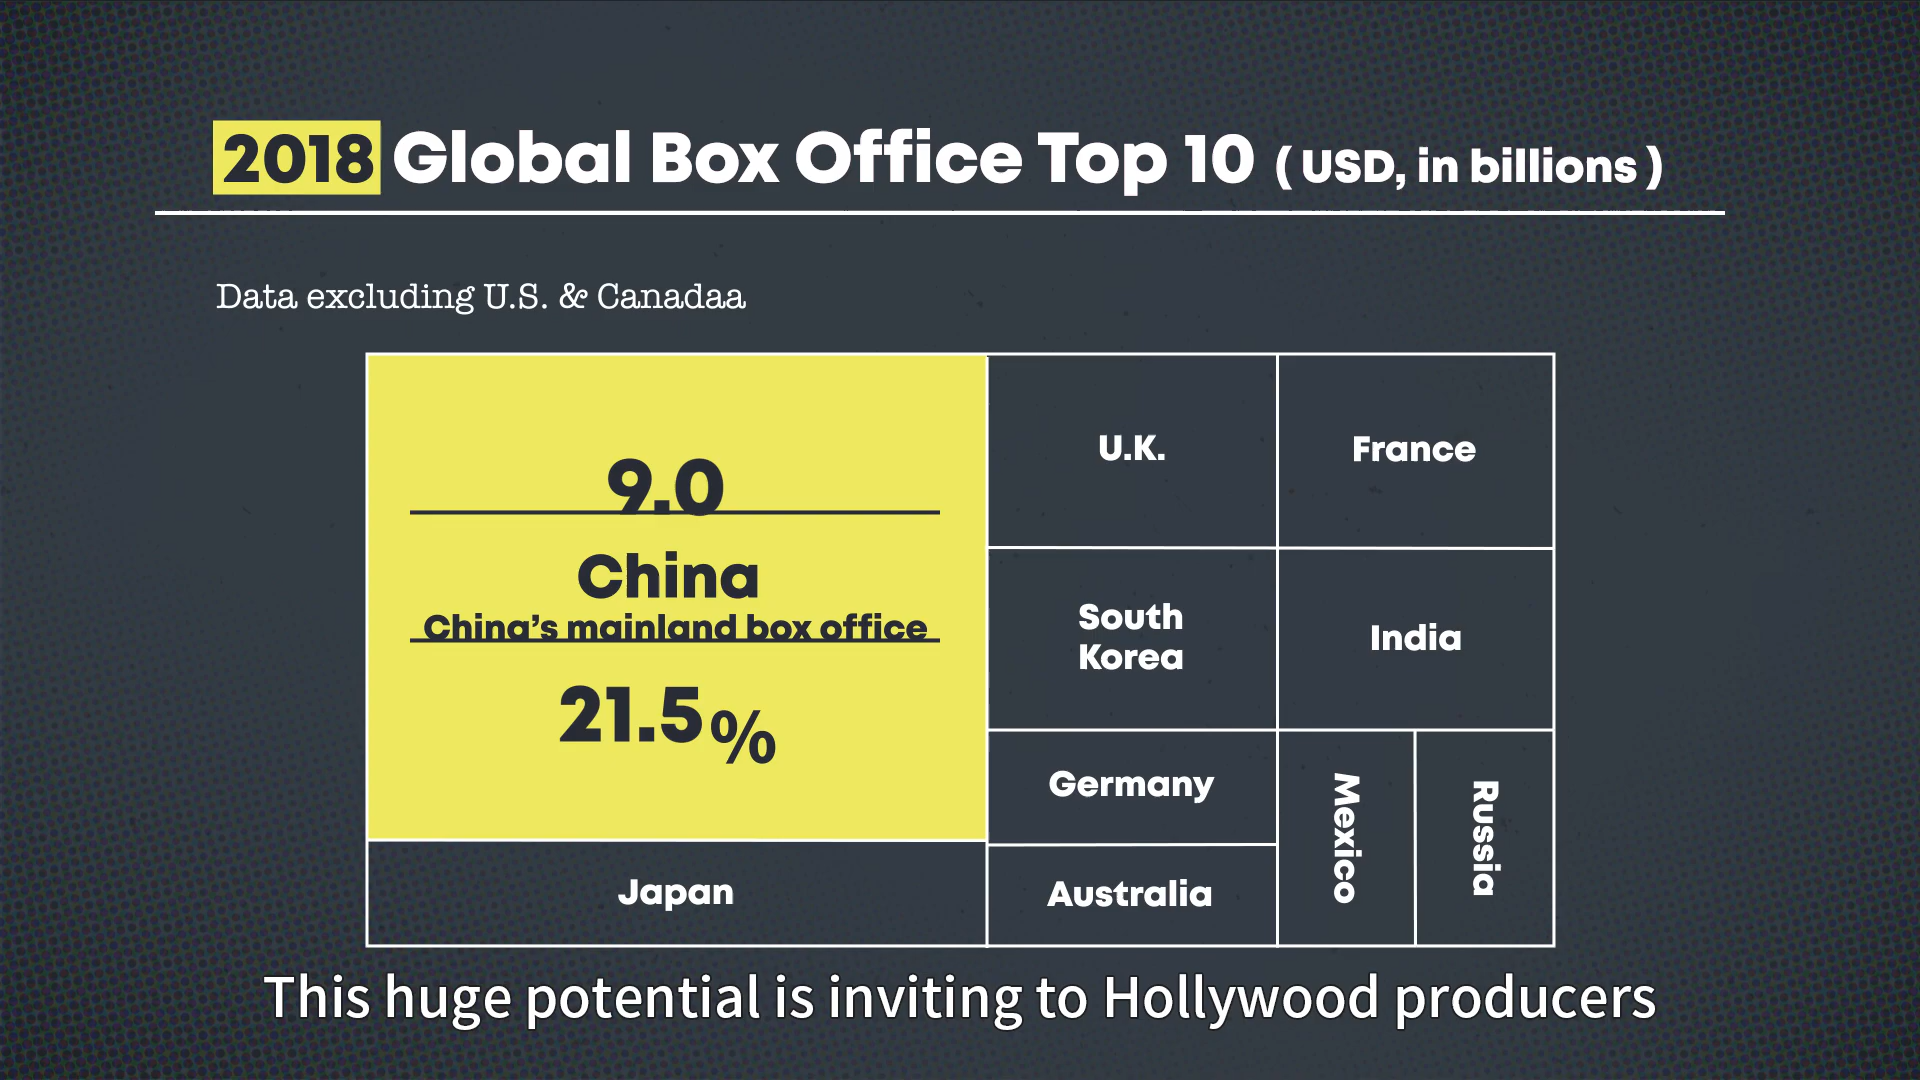 2018 Global Box Office Top 10 ( USD, in billions )
Data excluding U.S. & Canadaa
9.0
China
China's mainland box office
21.5%
Japan
U.K.
France
South
Korea
India
Germany
Australia
Mexico
Russia
This huge potential is inviting to Hollywood producers